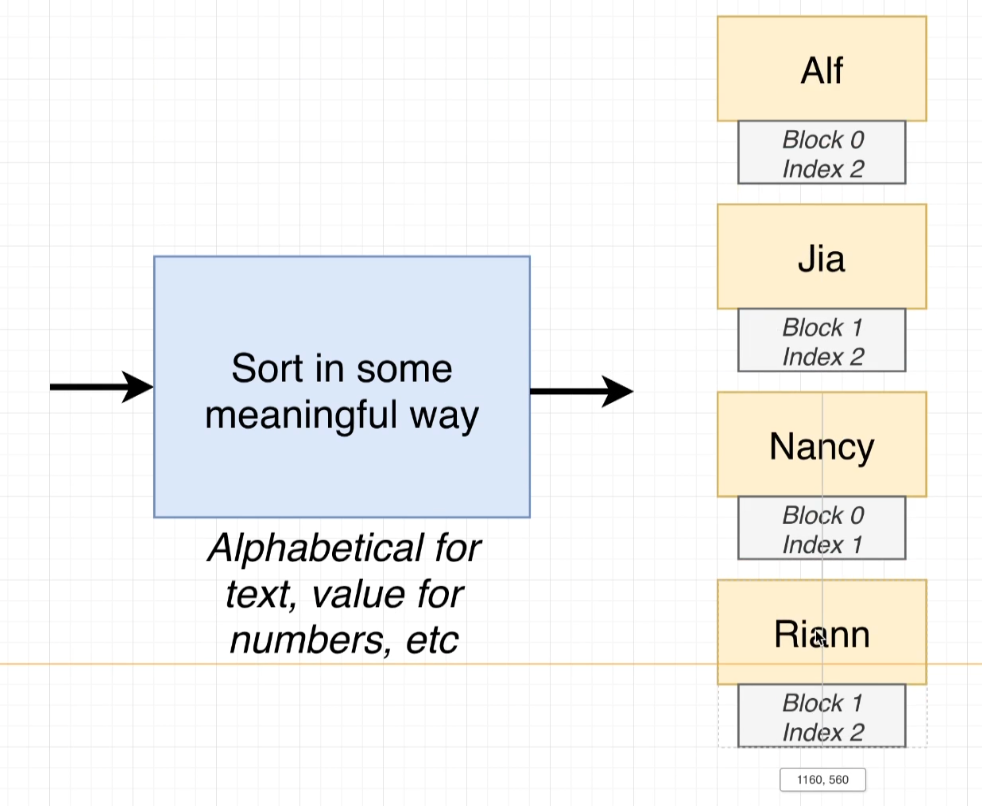 Sort in some
meaningful way
Alphabetical for
text, value for
numbers, etc
Alf
Block 0
Index 2
Jia
Block 1
Index 2
Nancy
Block 0
Index 1
Riann
Block 1
Index 2
1160, 560